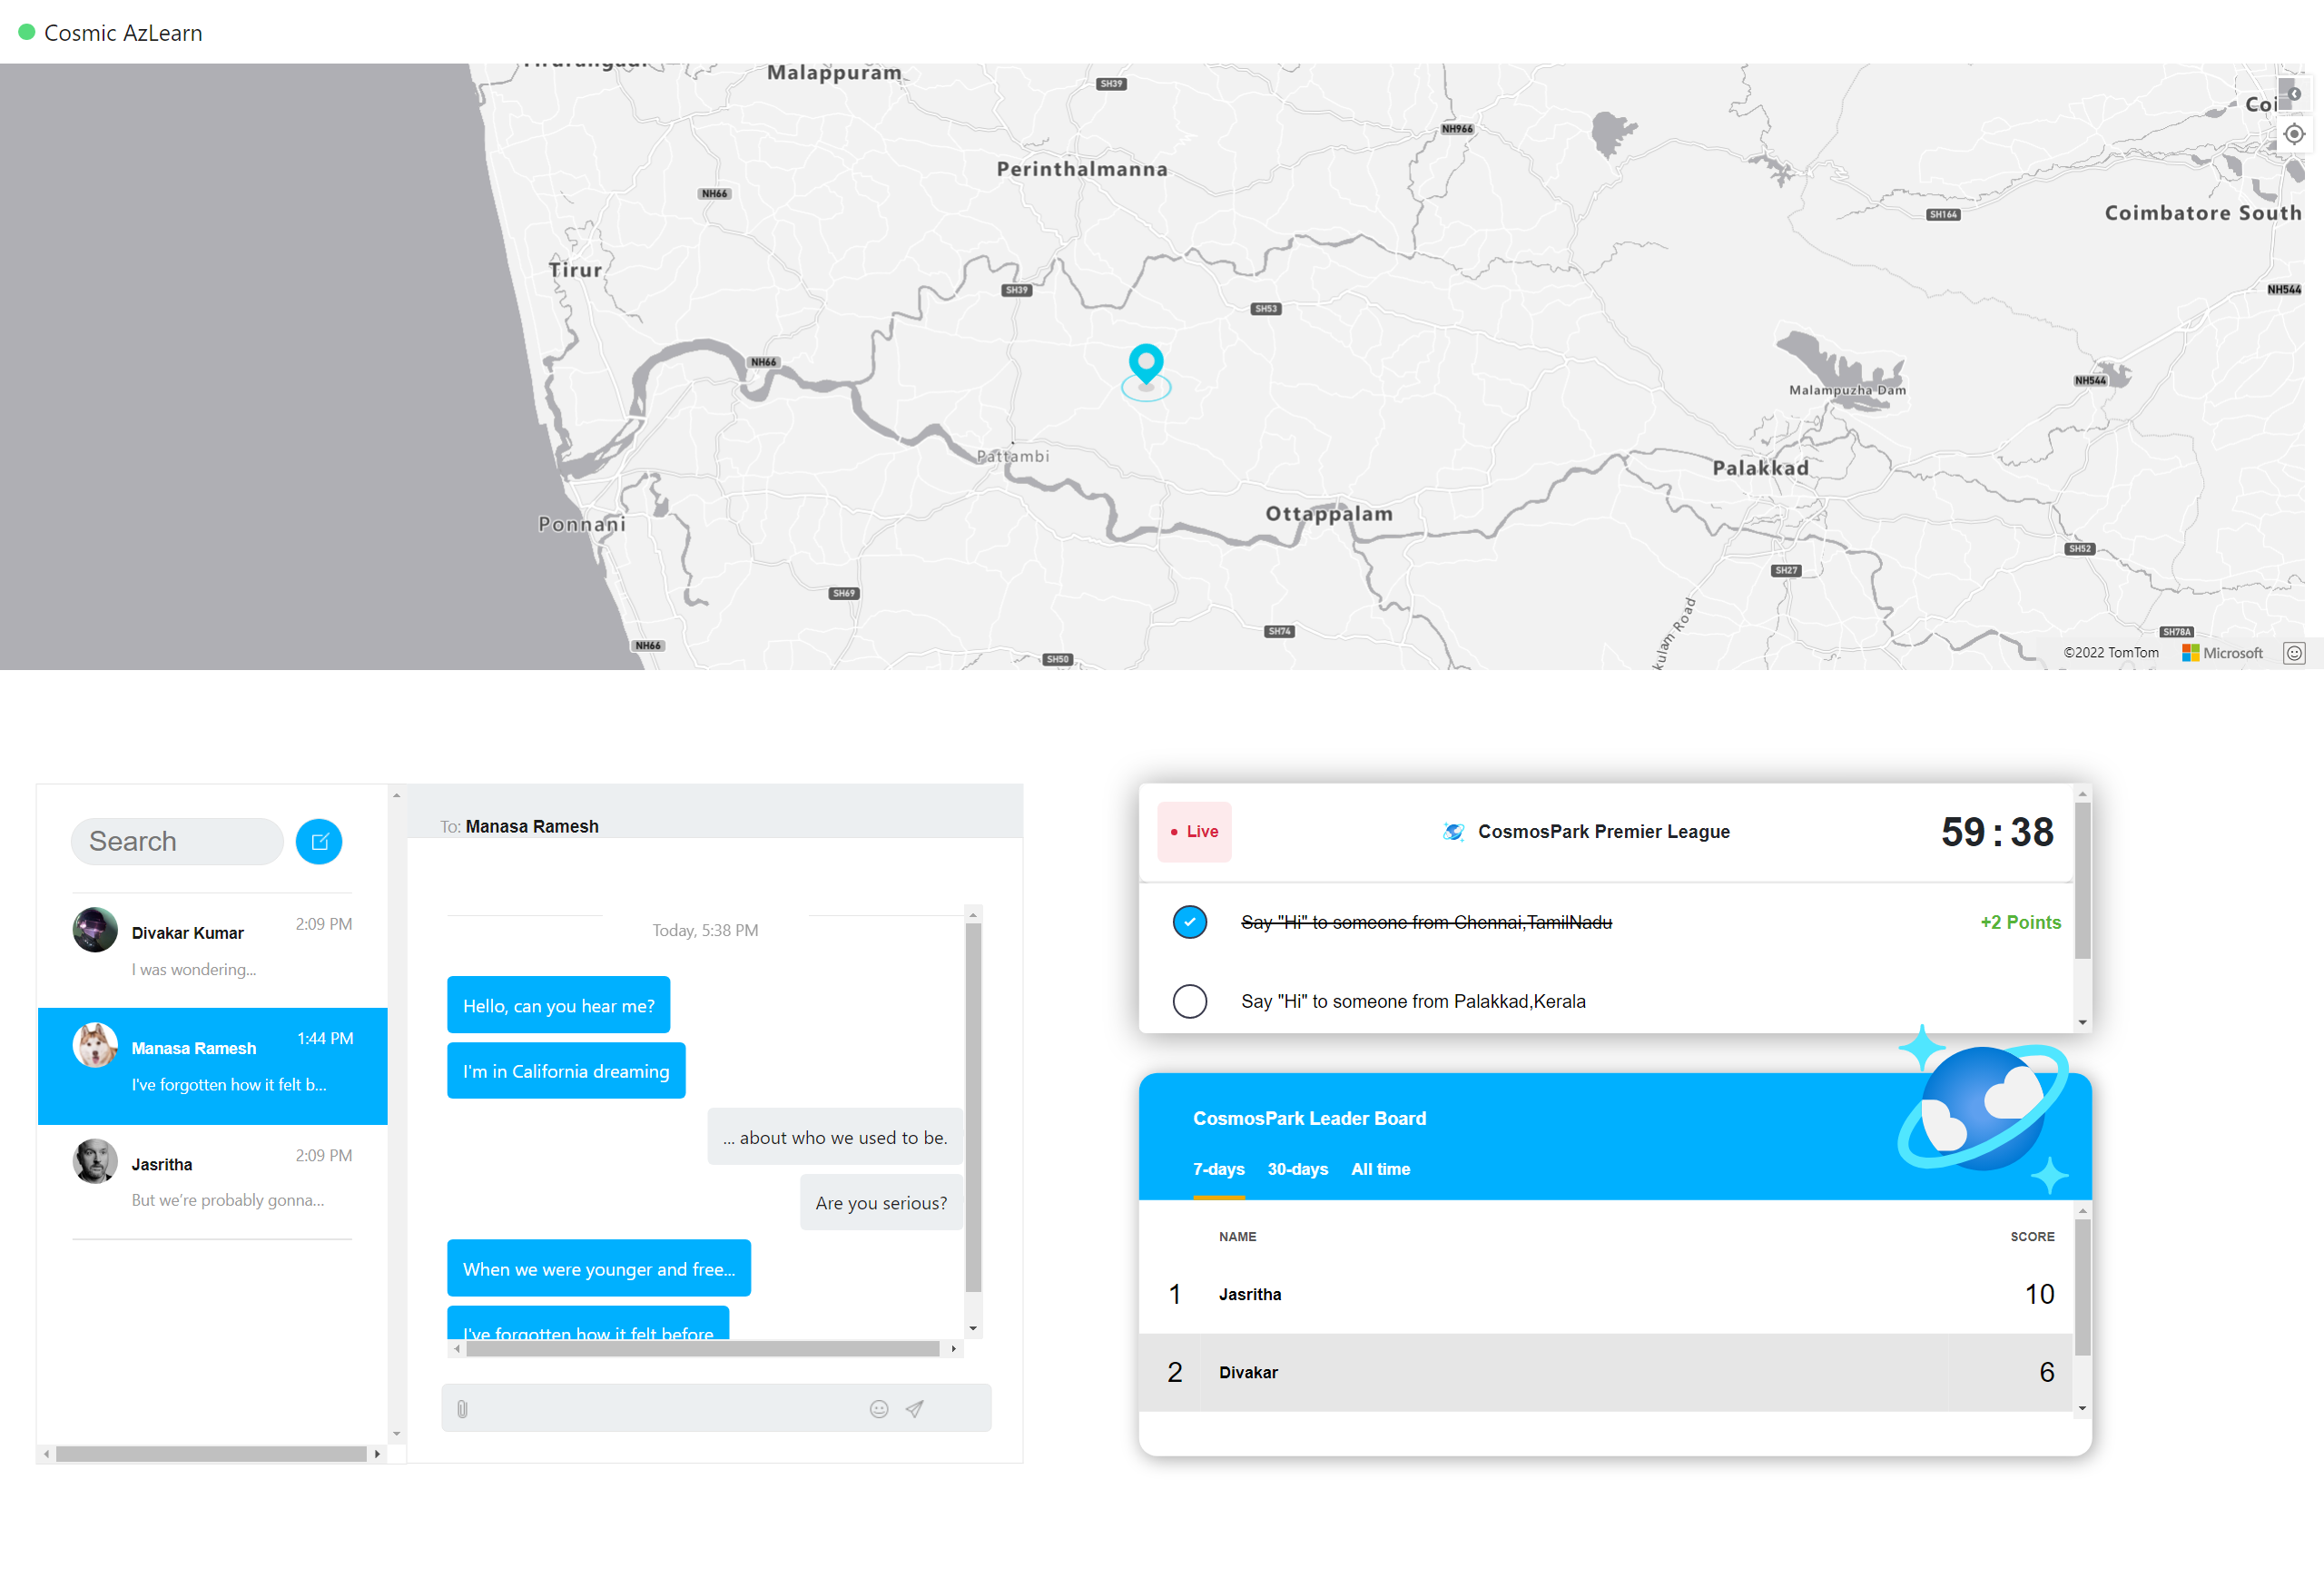 Cosmic AzLearn
Malappuram
SH39
Coi
NH966
Perinthalmanna
NH66
SH164
Coimbatore South
Tirur
SH39
SH53
NH544
NH66
Malampuzha Dam
NH544
Pattambi
Palakkad
Ottappalam
Ponnani
SH52
SH27
SH69
kulam Road
SH74
SH78A
NH66
SH50
©2022 TomTom
Microsoft
Search
Divakar Kumar
2:09 PM
I was wondering...
Manasa Ramesh
1:44 PM
I've forgotten how it felt b...
Jasritha
2:09 PM
But we’re probably gonna...
To: Manasa Ramesh
Today, 5:38 PM
Hello, can you hear me?
I'm in California dreaming
... about who we used to be.
Are you serious?
When we were younger and free...
I've forgotten how it felt before
Live
CosmosPark Premier League
59:38
Say "Hi" to someone from Chennai,TamilNadu
+2 Points
Say "Hi" to someone from Palakkad,Kerala
CosmosPark Leader Board
7-days 30-days All time
NAME SCORE
1 Jasritha 10
2 Divakar 6